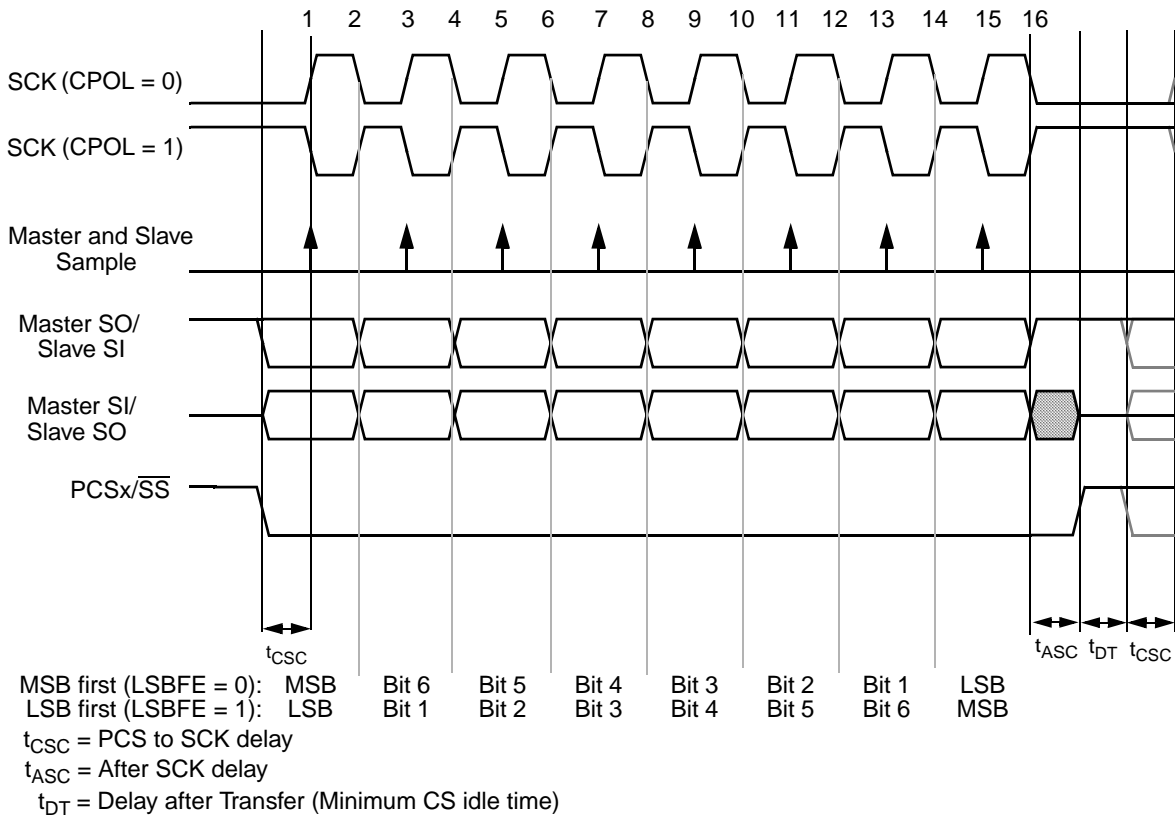 1 2 3 4 5 6 7 8 9 10 11 12 13 14 15 16
SCK (CPOL = 0)
SCK (CPOL = 1)
Master and Slave
Sample
Master SO/
Slave SI
Master SI/
Slave SO
PCSx/SS
tCSC tASC tDT tCSC
MSB first (LSBFE = 0): MSB Bit 6 Bit 5 Bit 4 Bit 3 Bit 2 Bit 1 LSB
LSB first (LSBFE = 1): LSB Bit 1 Bit 2 Bit 3 Bit 4 Bit 5 Bit 6 MSB
tCSC = PCS to SCK delay
tASC = After SCK delay
tDT = Delay after Transfer (Minimum CS idle time)